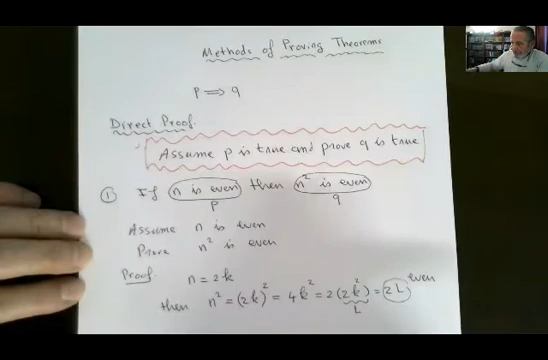 Methods of Proving Theorems
p ⟹ q
Direct Proof.
Assume p is true and prove q is true
① If n is even then n² is even
p q
Assume n is even
Prove n² is even
Proof n = 2k
then n² = (2k)² = 4k² = 2(2k²) = 2L even
L